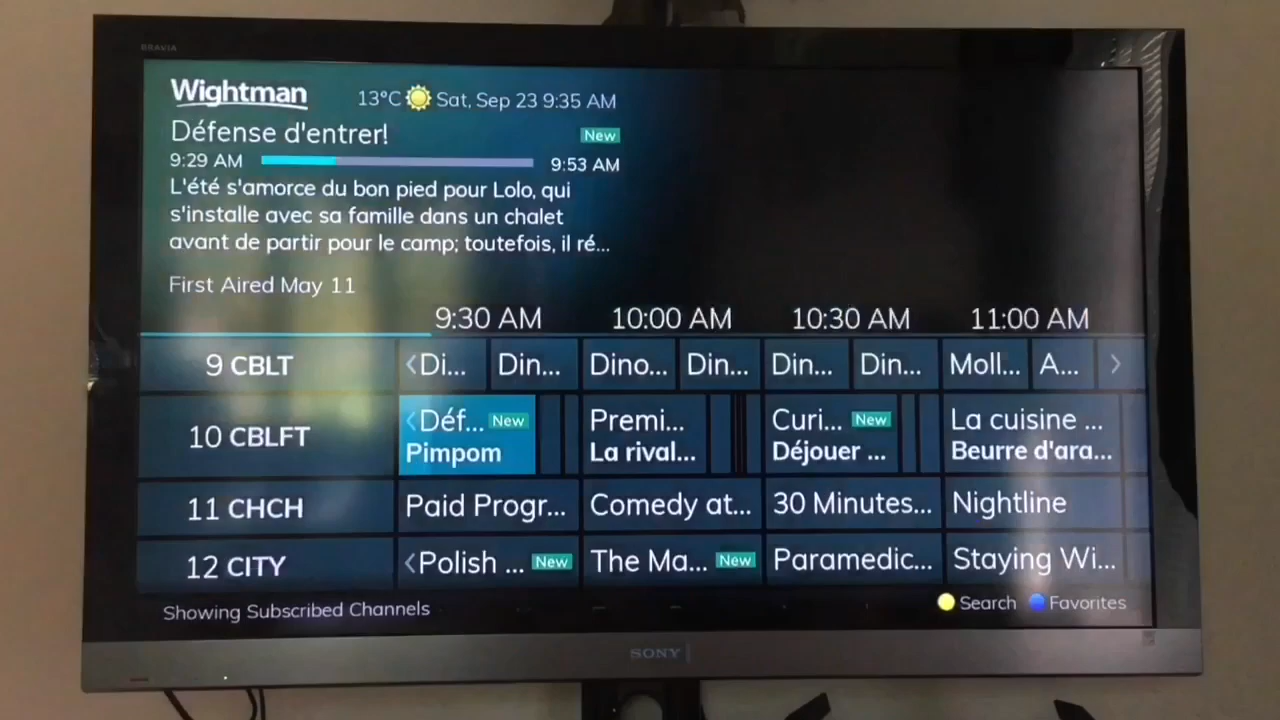 BRAVIA
Wightman
13°C Sat, Sep 23 9:35 AM
Défense d'entrer! New
9:29 AM 9:53 AM
L'été s'amorce du bon pied pour Lolo, qui
s'installe avec sa famille dans un chalet
avant de partir pour le camp; toutefois, il ré...
First Aired May 11
9:30 AM 10:00 AM 10:30 AM 11:00 AM
9 CBLT Di... Din... Dino... Din... Din... Din... Moll... A...
10 CBLFT Déf... New Premi... Curi... New La cuisine ...
Pimpom La rival... Déjouer ... Beurre d'ara...
11 CHCH Paid Progr... Comedy at... 30 Minutes... Nightline
12 CITY Polish ... New The Ma... New Paramedic... Staying Wi...
Showing Subscribed Channels Search Favorites
SONY